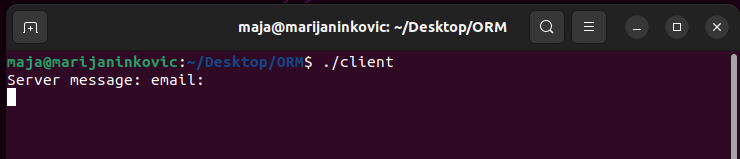 maja@marijaninkovic: ~/Desktop/ORM
maja@marijaninkovic:~/Desktop/ORM$ ./client
Server message: email: